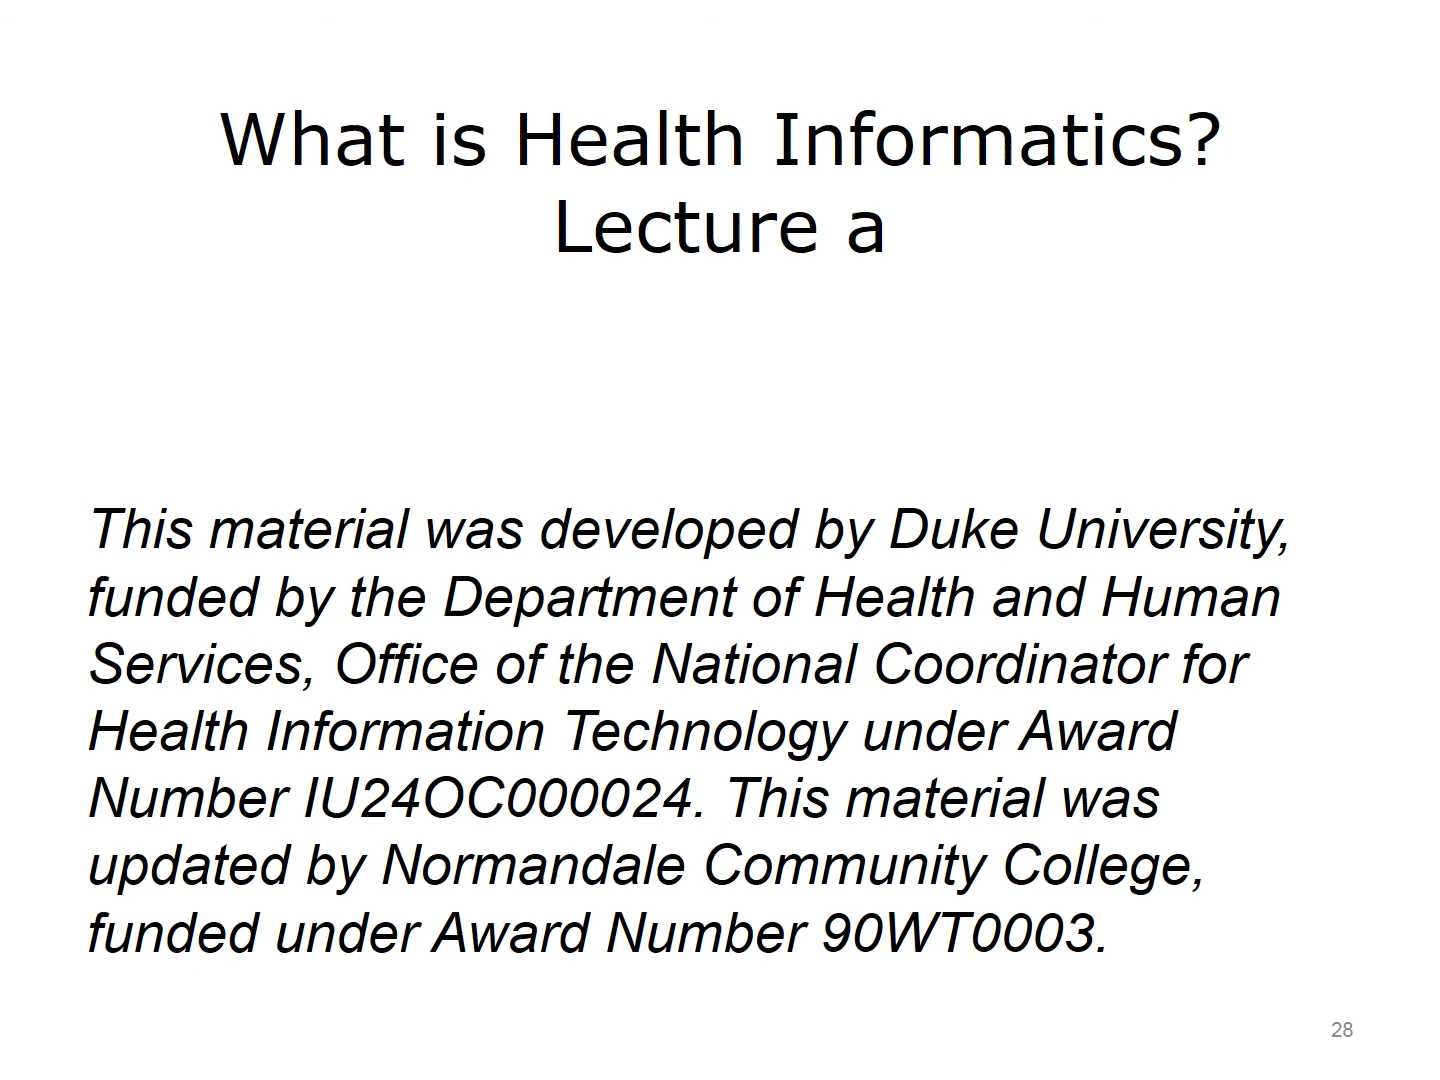 What is Health Informatics?
Lecture a
This material was developed by Duke University,
funded by the Department of Health and Human
Services, Office of the National Coordinator for
Health Information Technology under Award
Number IU24OC000024. This material was
updated by Normandale Community College,
funded under Award Number 90WT0003.
28